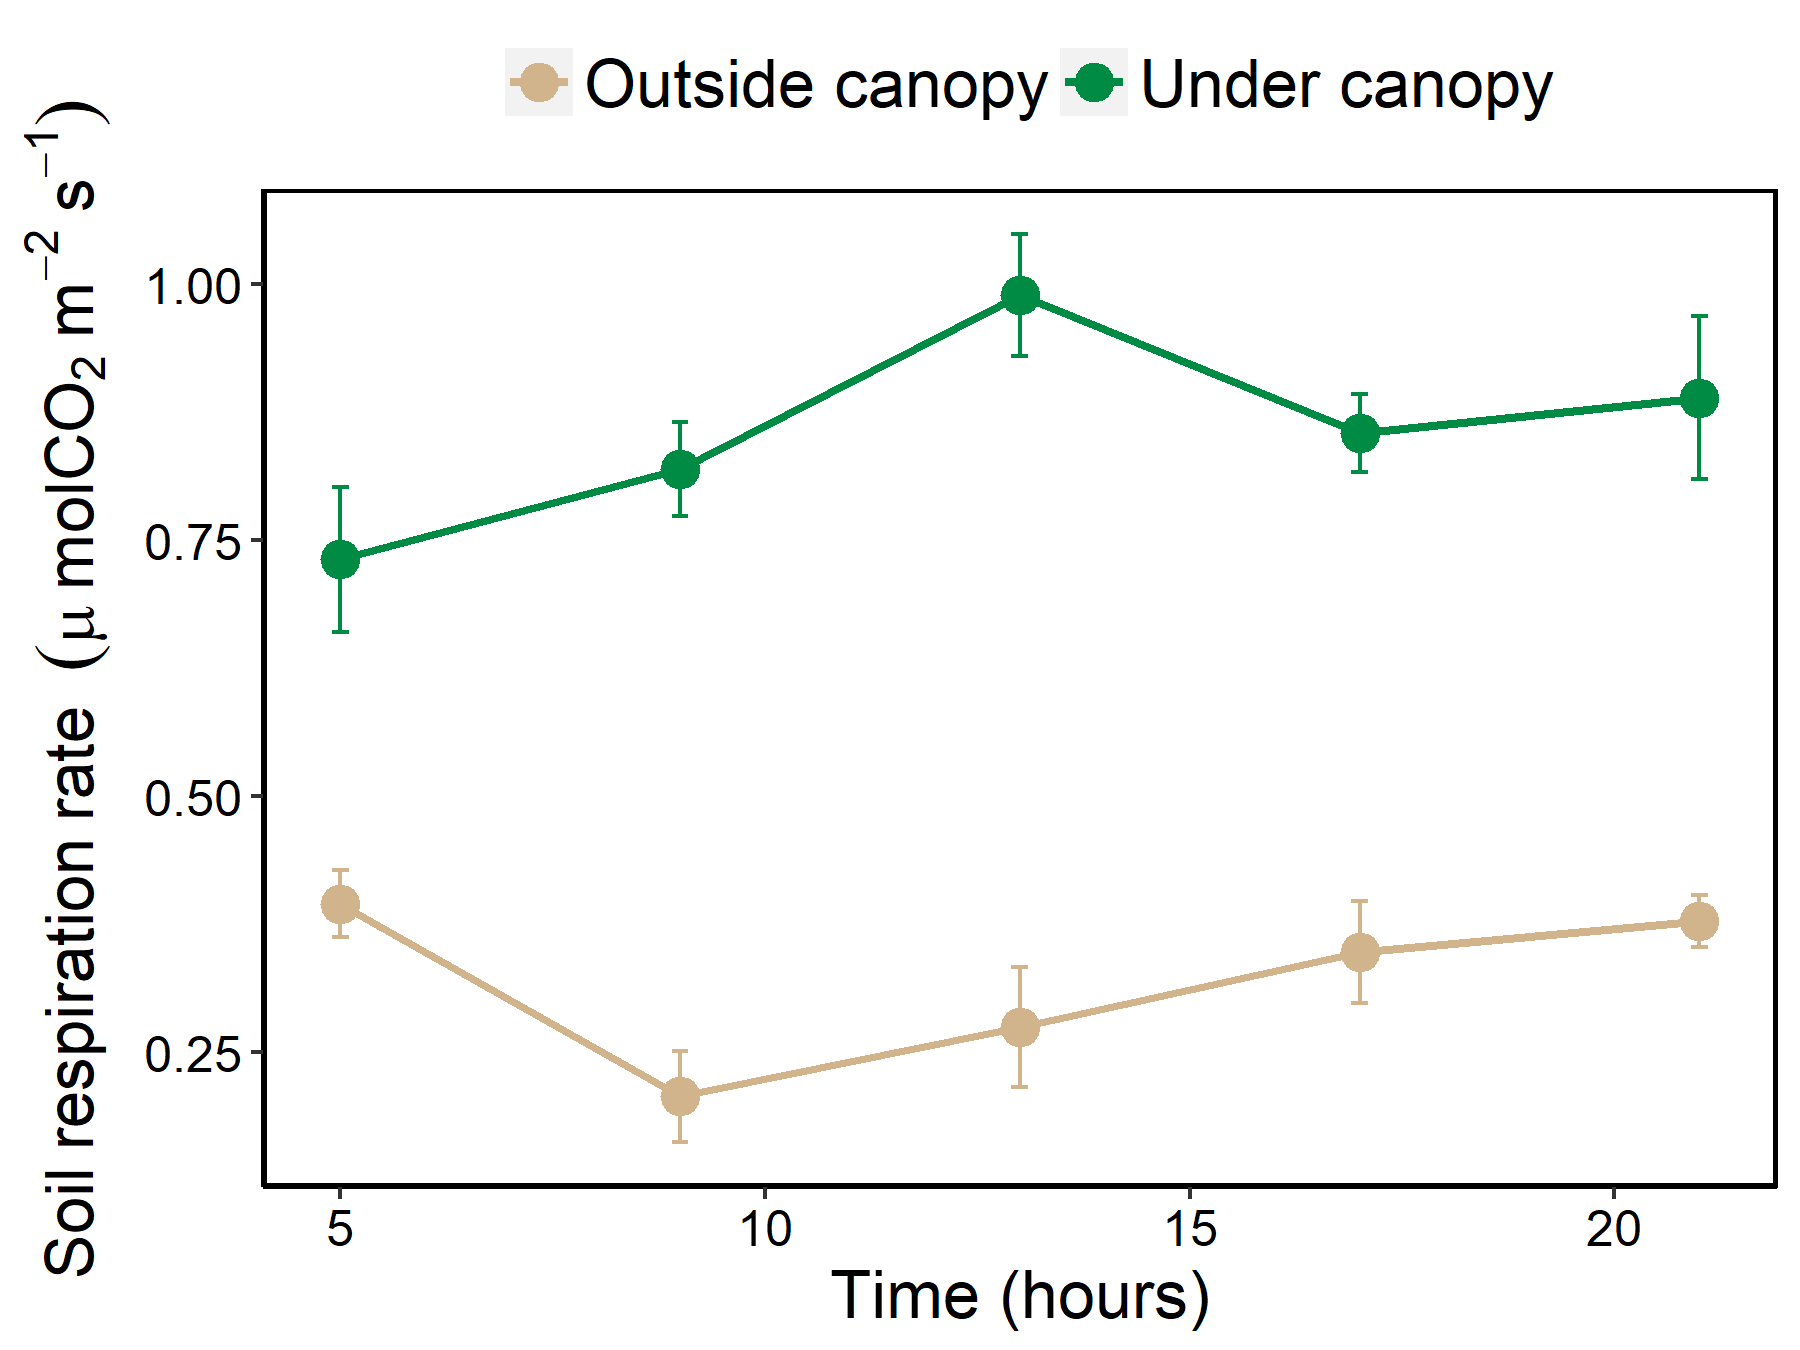 Outside canopy Under canopy
Soil respiration rate (μ molCO₂ m⁻² s⁻¹)
1.00
0.75
0.50
0.25
5 10 15 20
Time (hours)